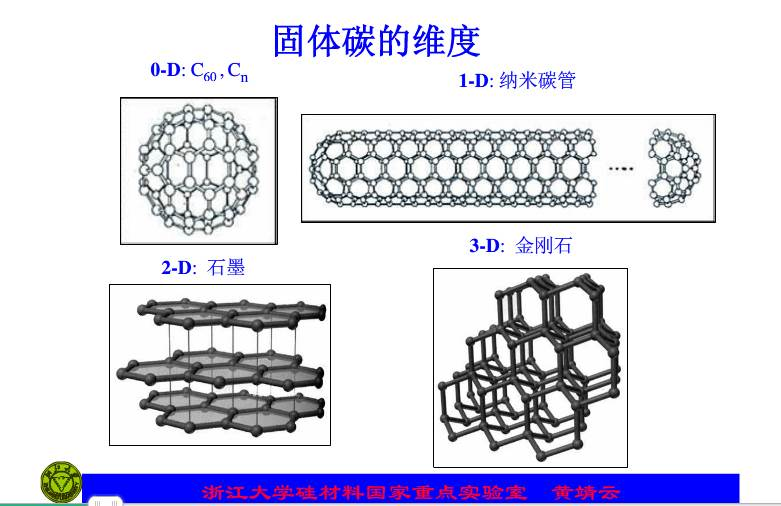 固体碳的维度
0-D: C60 , Cn
1-D: 纳米碳管
2-D: 石墨
3-D: 金刚石
浙江大学硅材料国家重点实验室 黄靖云